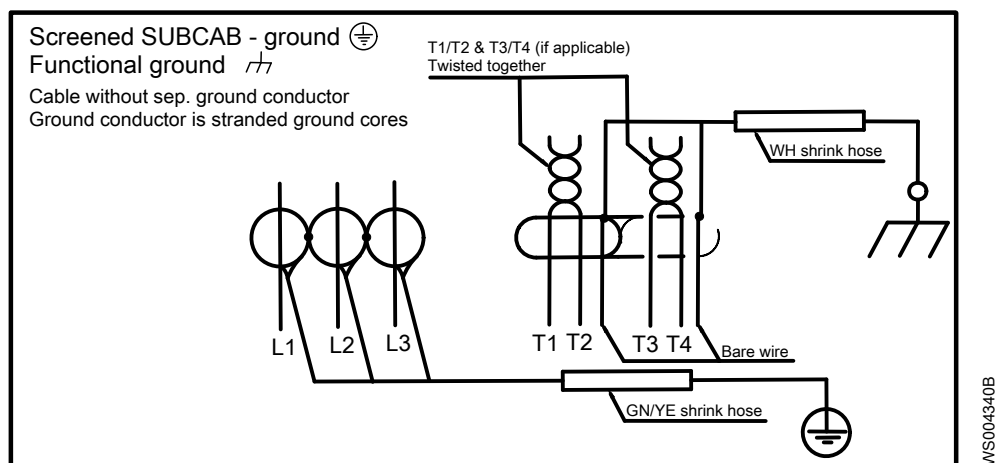 Screened SUBCAB - ground
Functional ground
Cable without sep. ground conductor
Ground conductor is stranded ground cores
T1/T2 & T3/T4 (if applicable)
Twisted together
WH shrink hose
L1 L2 L3
T1 T2 T3 T4
Bare wire
GN/YE shrink hose
WS004340B